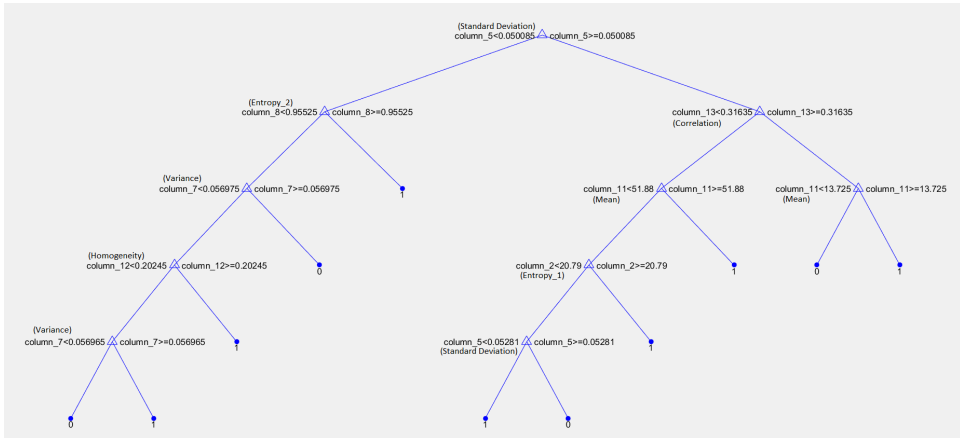 (Standard Deviation)
column_5<0.050085 column_5>=0.050085
(Entropy_2)
column_8<0.95525 column_8>=0.95525
column_13<0.31635 column_13>=0.31635
(Correlation)
(Variance)
column_7<0.056975 column_7>=0.056975
1
column_11<51.88 column_11>=51.88
(Mean)
column_11<13.725 column_11>=13.725
(Mean)
(Homogeneity)
column_12<0.20245 column_12>=0.20245
0
column_2<20.79 column_2>=20.79
(Entropy_1)
1
0
1
(Variance)
column_7<0.056965 column_7>=0.056965
1
column_5<0.05281 column_5>=0.05281
(Standard Deviation)
1
0
1
1
0